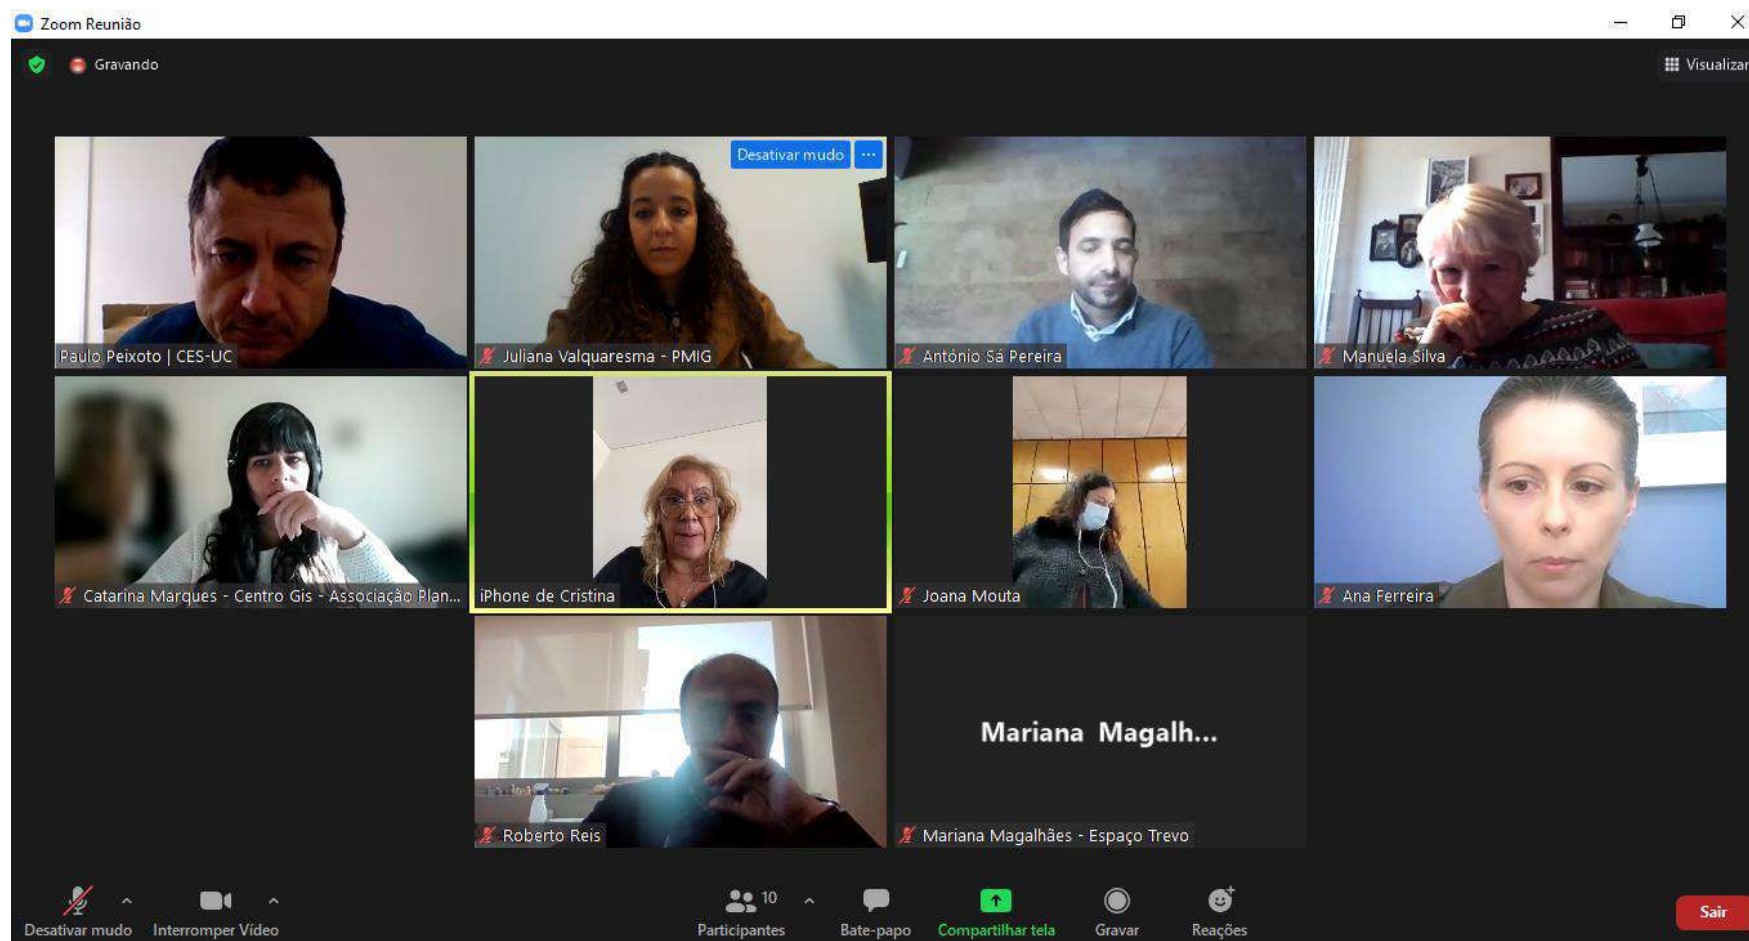 Zoom Reunião
Gravando
Visualizar
Desativar mudo
Paulo Peixoto | CES-UC
Juliana Valquaresma - PMIG
António Sá Pereira
Manuela Silva
Catarina Marques - Centro Gis - Associação Plan...
iPhone de Cristina
Joana Mouta
Ana Ferreira
Mariana Magalh...
Roberto Reis
Mariana Magalhães - Espaço Trevo
Desativar mudo
Interromper Vídeo
10
Participantes
Bate-papo
Compartilhar tela
Gravar
Reações
Sair